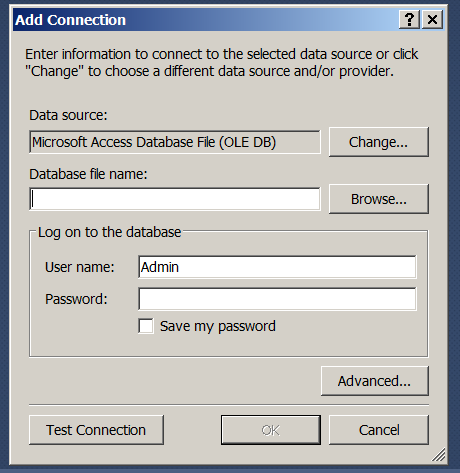 Add Connection
Enter information to connect to the selected data source or click
"Change" to choose a different data source and/or provider.
Data source:
Microsoft Access Database File (OLE DB)
Change...
Database file name:
Browse...
Log on to the database
User name:
Admin
Password:
Save my password
Advanced...
Test Connection
OK
Cancel